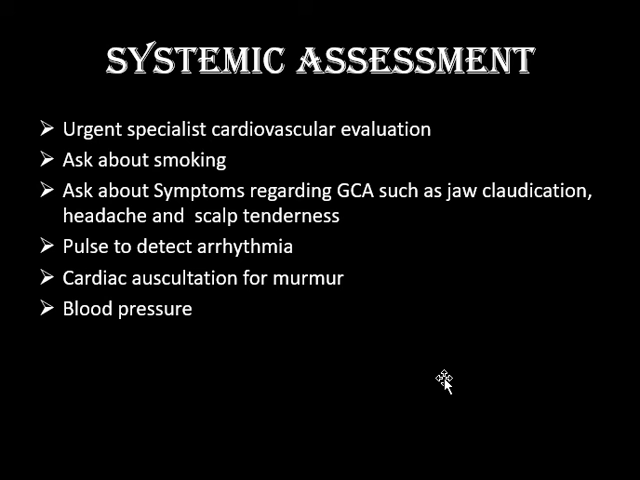 SYSTEMIC ASSESSMENT
➢ Urgent specialist cardiovascular evaluation
➢ Ask about smoking
➢ Ask about Symptoms regarding GCA such as jaw claudication,
headache and scalp tenderness
➢ Pulse to detect arrhythmia
➢ Cardiac auscultation for murmur
➢ Blood pressure